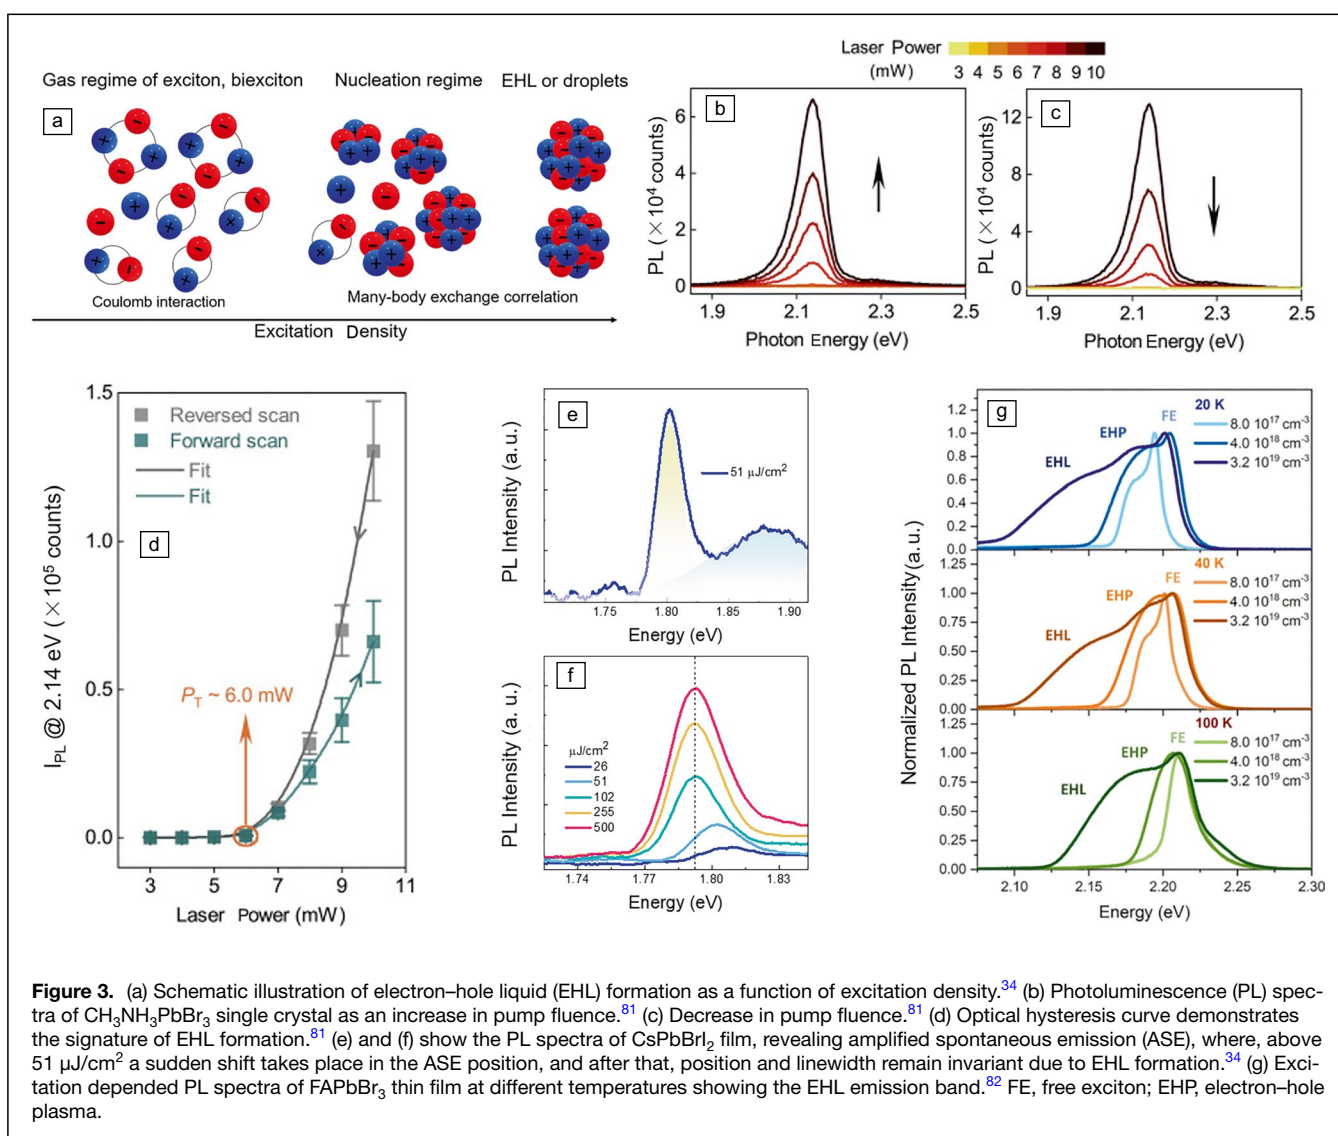 Gas regime of exciton, biexciton
Nucleation regime
EHL or droplets
a
Coulomb interaction
Many-body exchange correlation
Excitation Density
Laser Power
(mW)
3 4 5 6 7 8 9 10
b
PL (×10⁴ counts)
6
4
2
0
1.9 2.1 2.3 2.5
Photon Energy (eV)
c
PL (×10⁴ counts)
12
8
4
0
1.9 2.1 2.3 2.5
Photon Energy (eV)
d
I_PL @ 2.14 eV (×10⁵ counts)
1.5
1.0
0.5
0.0
Reversed scan
Forward scan
Fit
Fit
P_T ~ 6.0 mW
3 5 7 9 11
Laser Power (mW)
e
PL Intensity (a.u.)
51 μJ/cm²
1.75 1.80 1.85 1.90
Energy (eV)
f
PL Intensity (a. u.)
μJ/cm²
26
51
102
255
500
1.74 1.77 1.80 1.83
Energy (eV)
g
Normalized PL Intensity (a.u.)
1.2
1.0
0.8
0.6
0.4
0.2
0.0
20 K
FE
EHP
EHL
8.0 10¹⁷ cm⁻³
4.0 10¹⁸ cm⁻³
3.2 10¹⁹ cm⁻³
1.25
1.00
0.75
0.50
0.25
0.00
40 K
FE
EHP
EHL
8.0 10¹⁷ cm⁻³
4.0 10¹⁸ cm⁻³
3.2 10¹⁹ cm⁻³
1.25
1.00
0.75
0.50
0.25
0.00
100 K
FE
EHP
EHL
8.0 10¹⁷ cm⁻³
4.0 10¹⁸ cm⁻³
3.2 10¹⁹ cm⁻³
2.10 2.15 2.20 2.25 2.30
Energy (eV)
Figure 3. (a) Schematic illustration of electron–hole liquid (EHL) formation as a function of excitation density.³⁴ (b) Photoluminescence (PL) spec-
tra of CH₃NH₃PbBr₃ single crystal as an increase in pump fluence.⁸¹ (c) Decrease in pump fluence.⁸¹ (d) Optical hysteresis curve demonstrates
the signature of EHL formation.⁸¹ (e) and (f) show the PL spectra of CsPbBrI₂ film, revealing amplified spontaneous emission (ASE), where, above
51 μJ/cm² a sudden shift takes place in the ASE position, and after that, position and linewidth remain invariant due to EHL formation.³⁴ (g) Exci-
tation depended PL spectra of FAPbBr₃ thin film at different temperatures showing the EHL emission band.⁸² FE, free exciton; EHP, electron–hole
plasma.